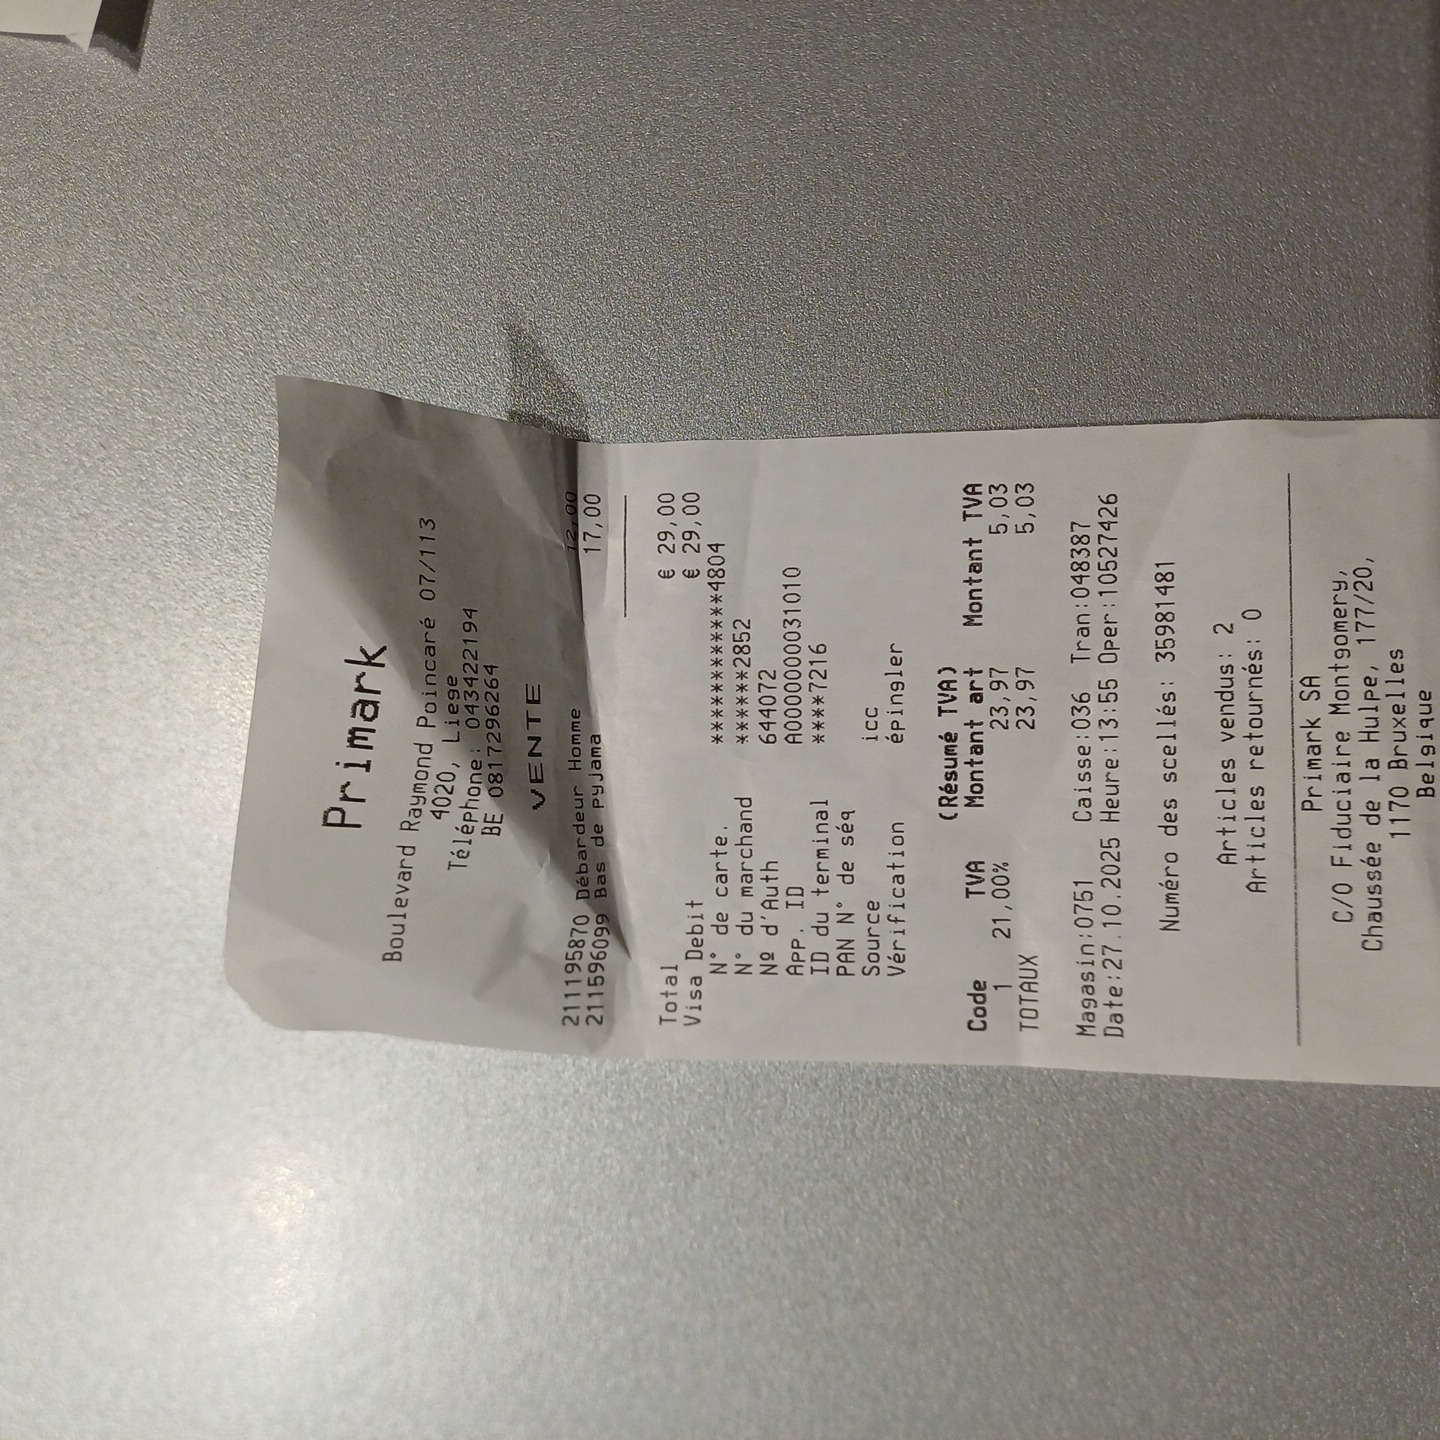 Primark
Boulevard Raymond Poincaré 07/113
4020, Liege
Téléphone: 043422194
BE 0817296264
VENTE
211195870 Débardeur Homme 12,00
211596099 Bas de pyjama 17,00
Total € 29,00
Visa Debit € 29,00
N° de carte. ************4804
N° du marchand ******2852
Nº d'Auth 644072
APP. ID A0000000031010
ID du terminal ****7216
PAN N° de séq
Source icc
Vérification épingler
(Résumé TVA)
Code TVA Montant art Montant TVA
1 21,00% 23,97 5,03
TOTAUX 23,97 5,03
Magasin:0751 Caisse:036 Tran:048387
Date:27.10.2025 Heure:13:55 Oper:10527426
Numéro des scellés: 35981481
Articles vendus: 2
Articles retournés: 0
Primark SA
C/O Fiduciaire Montgomery,
Chaussée de la Hulpe, 177/20,
1170 Bruxelles
Belgique